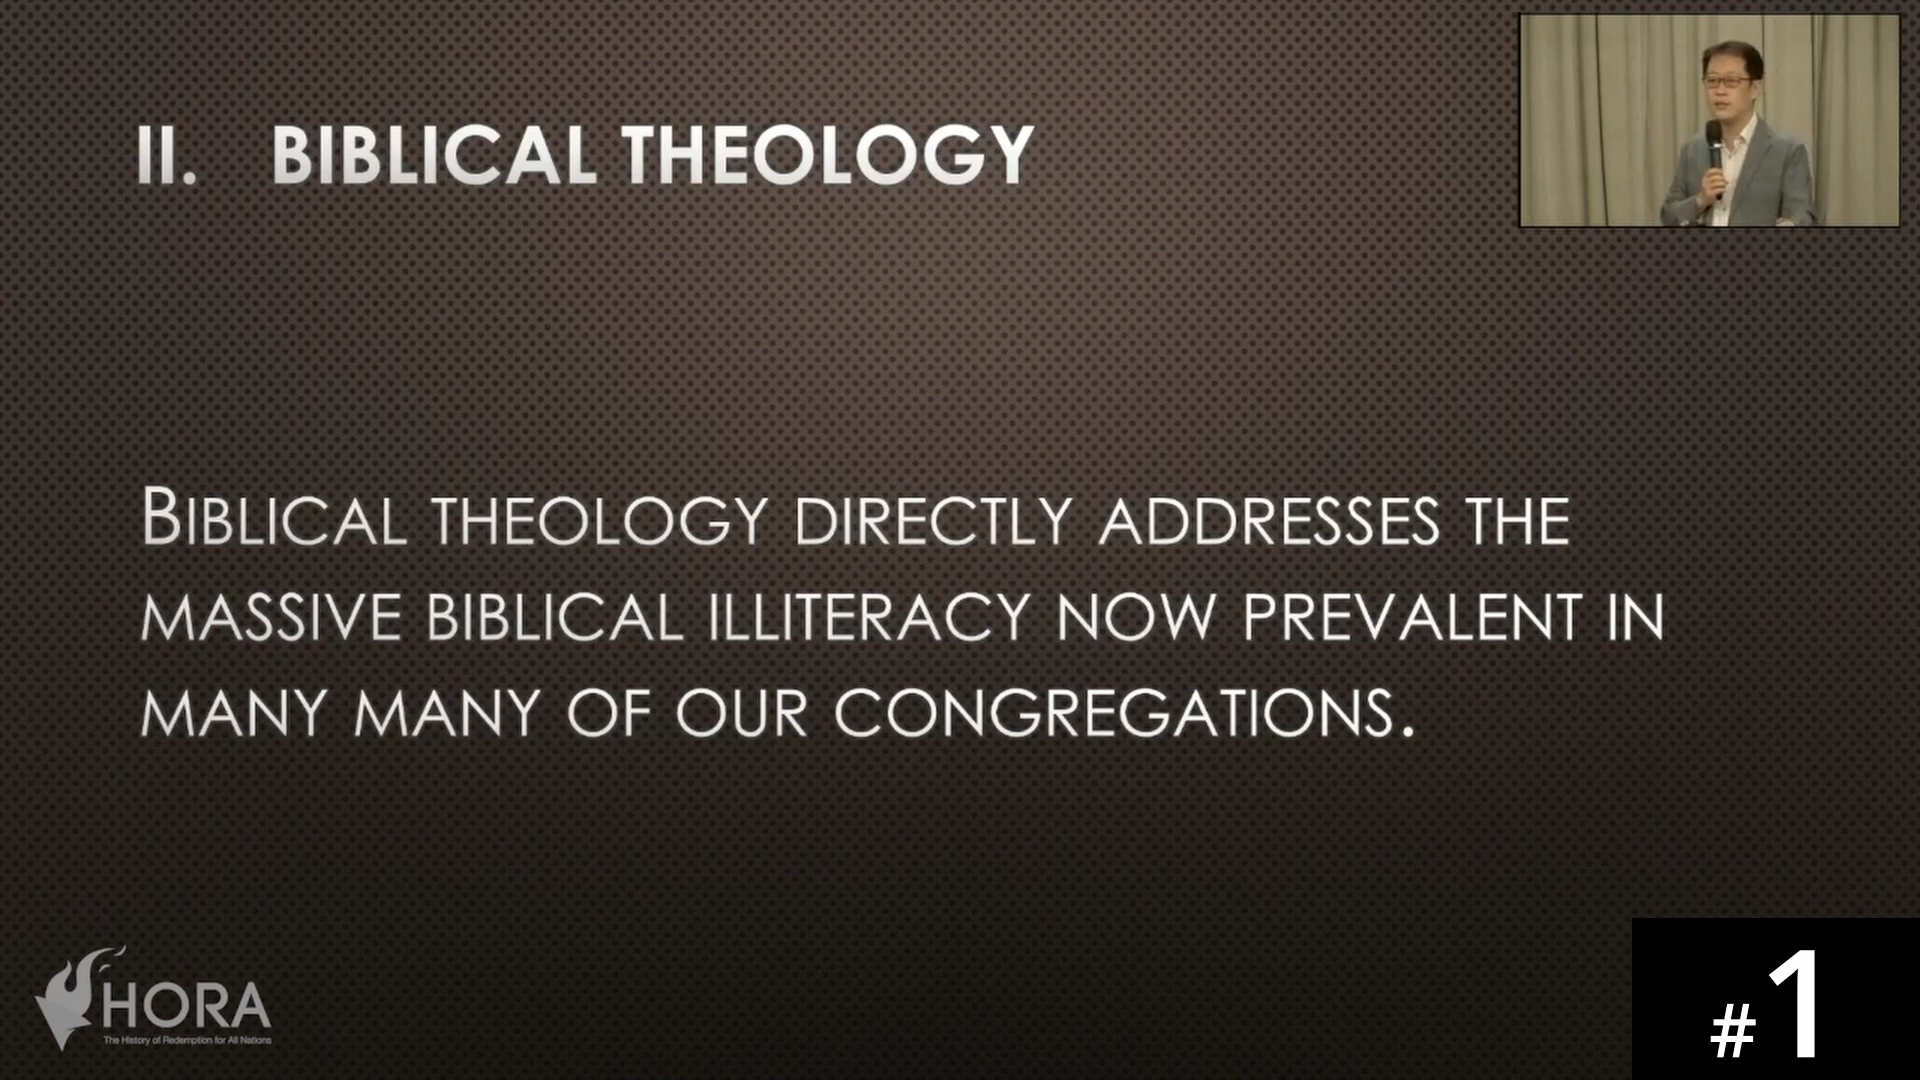 II. BIBLICAL THEOLOGY
BIBLICAL THEOLOGY DIRECTLY ADDRESSES THE
MASSIVE BIBLICAL ILLITERACY NOW PREVALENT IN
MANY MANY OF OUR CONGREGATIONS.
HORA
The History of Redemption for All Nations
#1